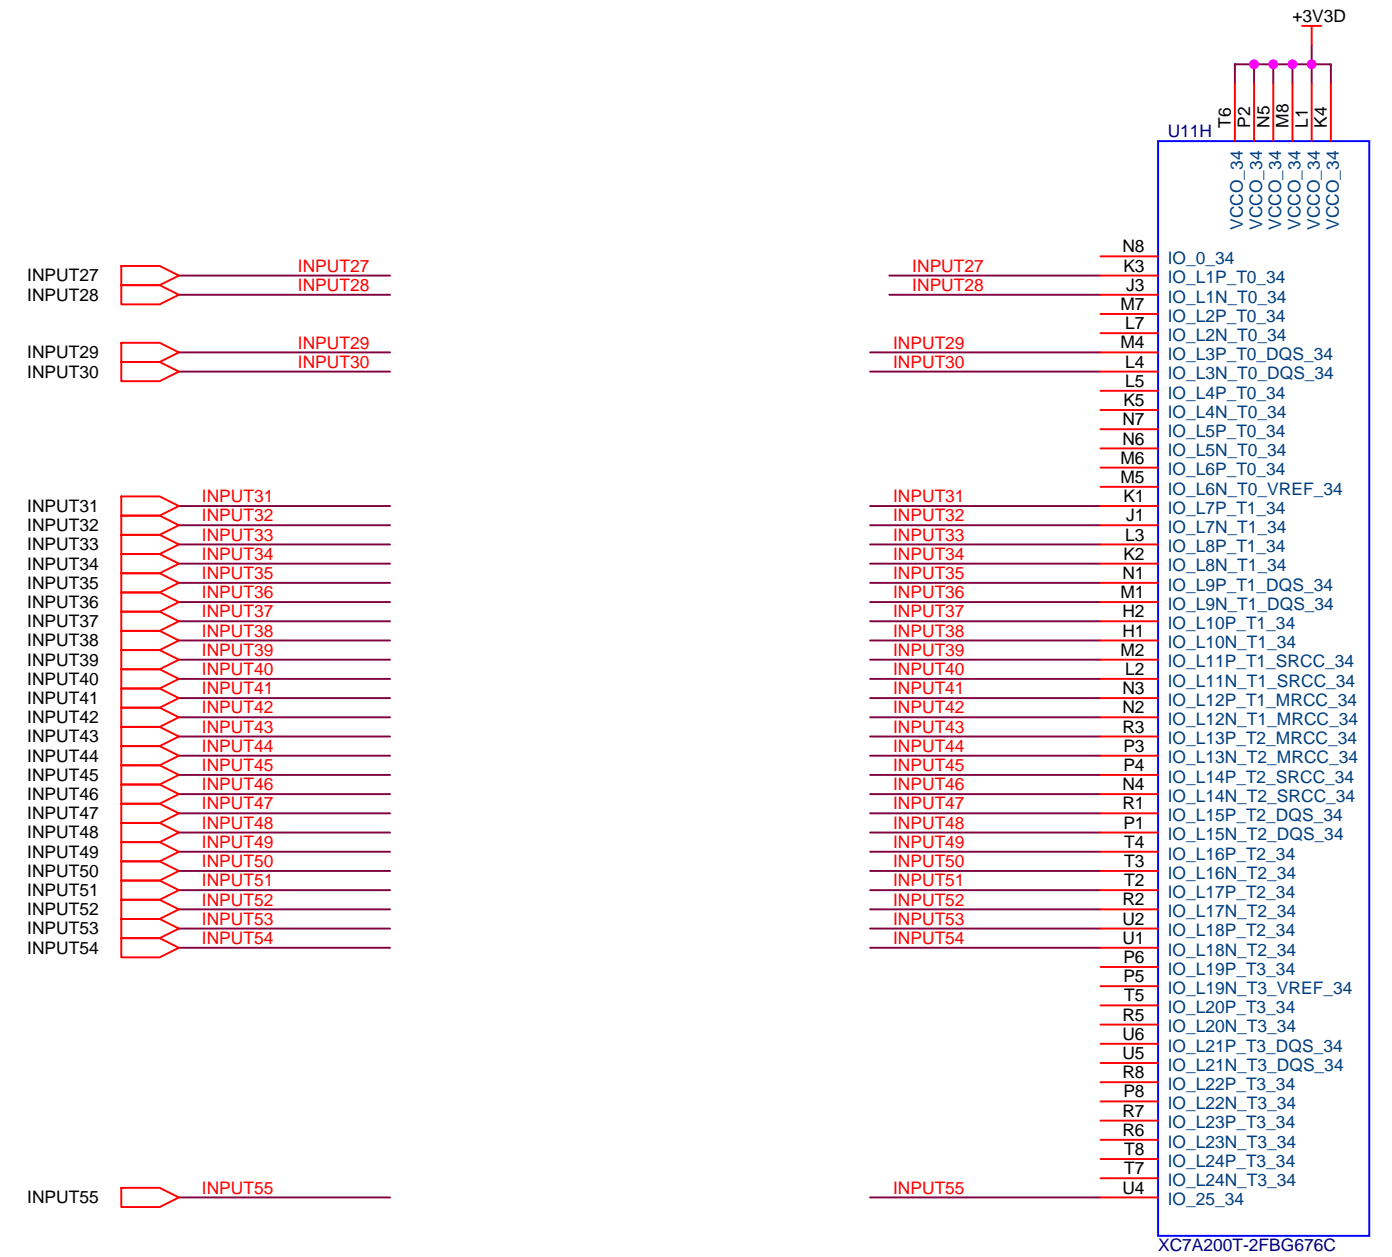 +3V3D
T6 P2 N5 M8 L1 K4
U11H
VCCO_34 VCCO_34 VCCO_34 VCCO_34 VCCO_34 VCCO_34
N8 IO_0_34
INPUT27 INPUT27 INPUT27 K3 IO_L1P_T0_34
INPUT28 INPUT28 INPUT28 J3 IO_L1N_T0_34
M7 IO_L2P_T0_34
L7 IO_L2N_T0_34
INPUT29 INPUT29 INPUT29 M4 IO_L3P_T0_DQS_34
INPUT30 INPUT30 INPUT30 L4 IO_L3N_T0_DQS_34
L5 IO_L4P_T0_34
K5 IO_L4N_T0_34
N7 IO_L5P_T0_34
N6 IO_L5N_T0_34
M6 IO_L6P_T0_34
M5 IO_L6N_T0_VREF_34
INPUT31 INPUT31 INPUT31 K1 IO_L7P_T1_34
INPUT32 INPUT32 INPUT32 J1 IO_L7N_T1_34
INPUT33 INPUT33 INPUT33 L3 IO_L8P_T1_34
INPUT34 INPUT34 INPUT34 K2 IO_L8N_T1_34
INPUT35 INPUT35 INPUT35 N1 IO_L9P_T1_DQS_34
INPUT36 INPUT36 INPUT36 M1 IO_L9N_T1_DQS_34
INPUT37 INPUT37 INPUT37 H2 IO_L10P_T1_34
INPUT38 INPUT38 INPUT38 H1 IO_L10N_T1_34
INPUT39 INPUT39 INPUT39 M2 IO_L11P_T1_SRCC_34
INPUT40 INPUT40 INPUT40 L2 IO_L11N_T1_SRCC_34
INPUT41 INPUT41 INPUT41 N3 IO_L12P_T1_MRCC_34
INPUT42 INPUT42 INPUT42 N2 IO_L12N_T1_MRCC_34
INPUT43 INPUT43 INPUT43 R3 IO_L13P_T2_MRCC_34
INPUT44 INPUT44 INPUT44 P3 IO_L13N_T2_MRCC_34
INPUT45 INPUT45 INPUT45 P4 IO_L14P_T2_SRCC_34
INPUT46 INPUT46 INPUT46 N4 IO_L14N_T2_SRCC_34
INPUT47 INPUT47 INPUT47 R1 IO_L15P_T2_DQS_34
INPUT48 INPUT48 INPUT48 P1 IO_L15N_T2_DQS_34
INPUT49 INPUT49 INPUT49 T4 IO_L16P_T2_34
INPUT50 INPUT50 INPUT50 T3 IO_L16N_T2_34
INPUT51 INPUT51 INPUT51 T2 IO_L17P_T2_34
INPUT52 INPUT52 INPUT52 R2 IO_L17N_T2_34
INPUT53 INPUT53 INPUT53 U2 IO_L18P_T2_34
INPUT54 INPUT54 INPUT54 U1 IO_L18N_T2_34
P6 IO_L19P_T3_34
P5 IO_L19N_T3_VREF_34
T5 IO_L20P_T3_34
R5 IO_L20N_T3_34
U6 IO_L21P_T3_DQS_34
U5 IO_L21N_T3_DQS_34
R8 IO_L22P_T3_34
P8 IO_L22N_T3_34
R7 IO_L23P_T3_34
R6 IO_L23N_T3_34
T8 IO_L24P_T3_34
T7 IO_L24N_T3_34
INPUT55 INPUT55 INPUT55 U4 IO_25_34
XC7A200T-2FBG676C